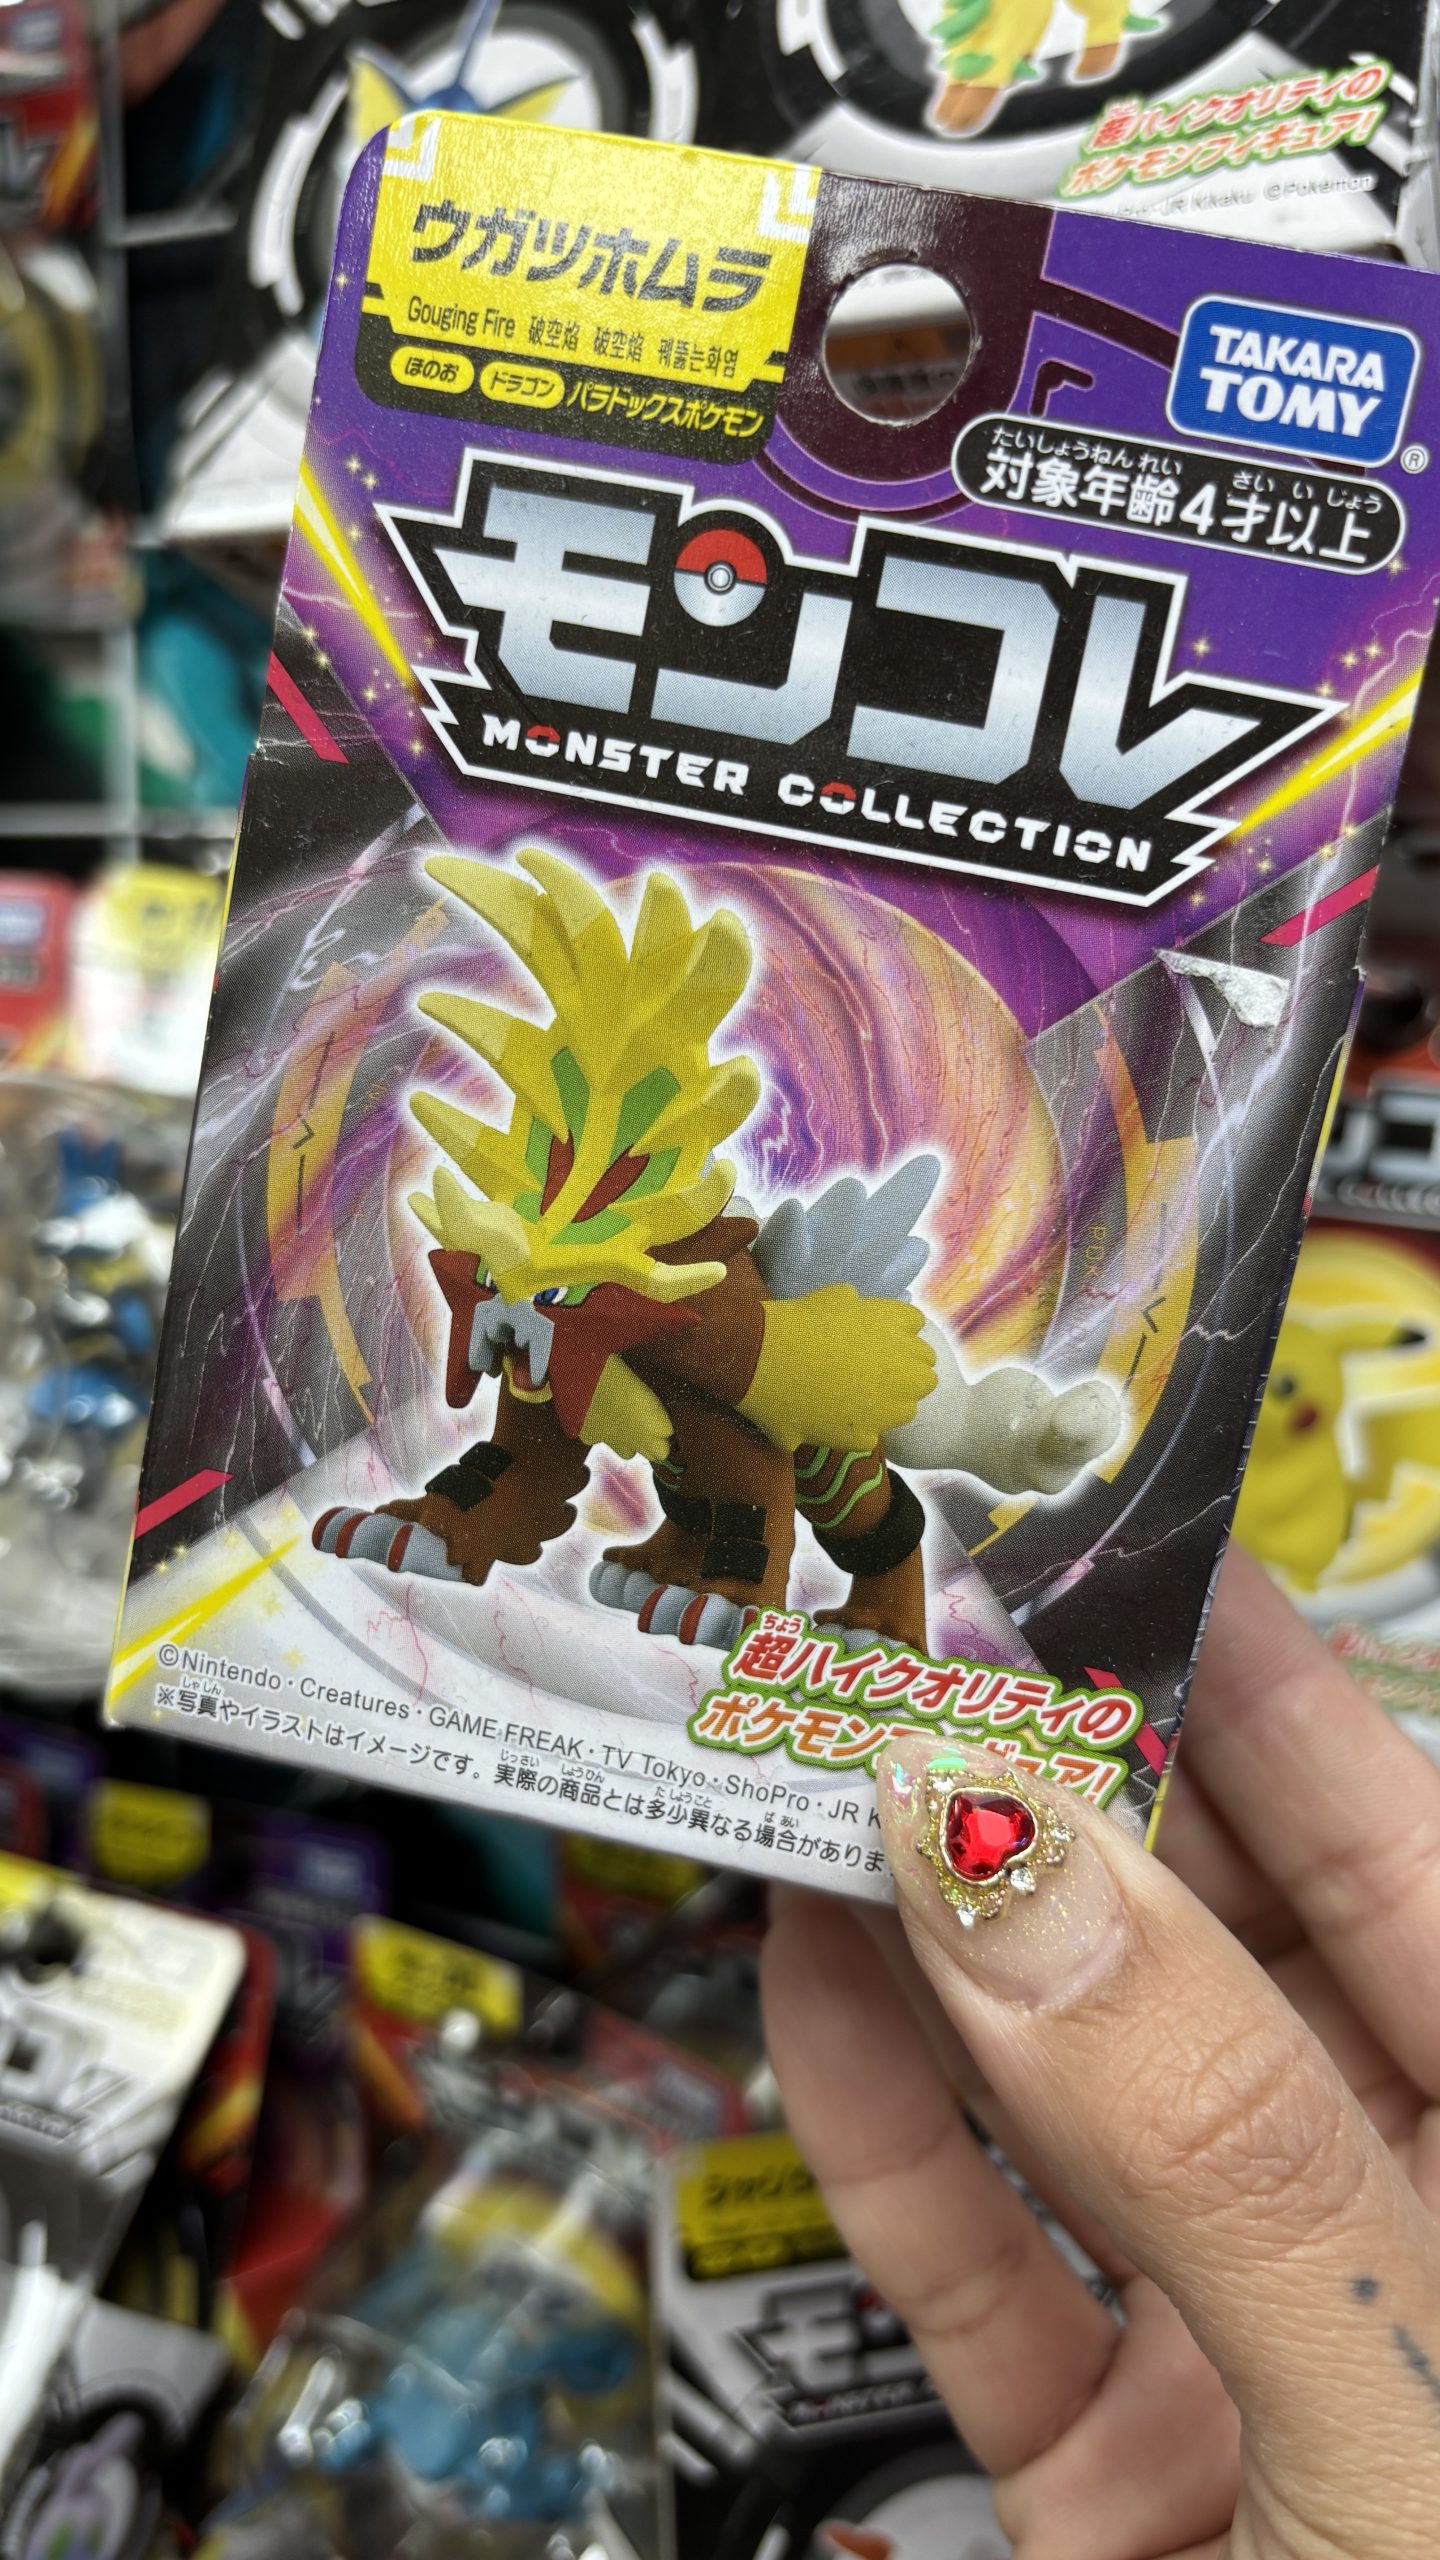 超ハイクオリティの
ポケモンフィギュア!
ウガツホムラ
Gouging Fire 破空焰 破空焰 꿰뚫는화염
ほのお ドラゴン パラドックスポケモン
TAKARA
TOMY
®
たいしょうねんれい さいいじょう
対象年齢4才以上
モンコレ
MONSTER COLLECTION
ちょう
超ハイクオリティの
ポケモンフィギュア!
©Nintendo・Creatures・GAME FREAK・TV Tokyo・ShoPro・JR K
しゃしん じっさい しょうひん たしょうこと ばあい
※写真やイラストはイメージです。実際の商品とは多少異なる場合がありま